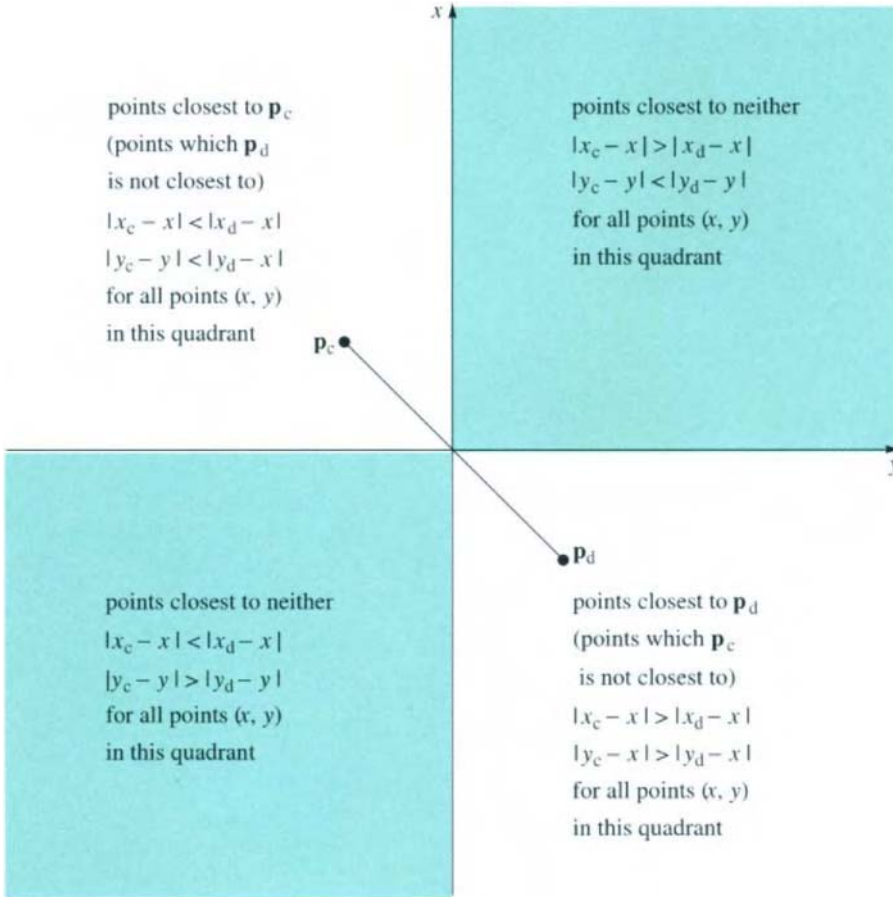 x
points closest to p_c
(points which p_d
is not closest to)
|x_c − x| < |x_d − x|
|y_c − y| < |y_d − x|
for all points (x, y)
in this quadrant
points closest to neither
|x_c − x| > |x_d − x|
|y_c − y| < |y_d − y|
for all points (x, y)
in this quadrant
p_c
y
p_d
points closest to neither
|x_c − x| < |x_d − x|
|y_c − y| > |y_d − y|
for all points (x, y)
in this quadrant
points closest to p_d
(points which p_c
is not closest to)
|x_c − x| > |x_d − x|
|y_c − x| > |y_d − x|
for all points (x, y)
in this quadrant